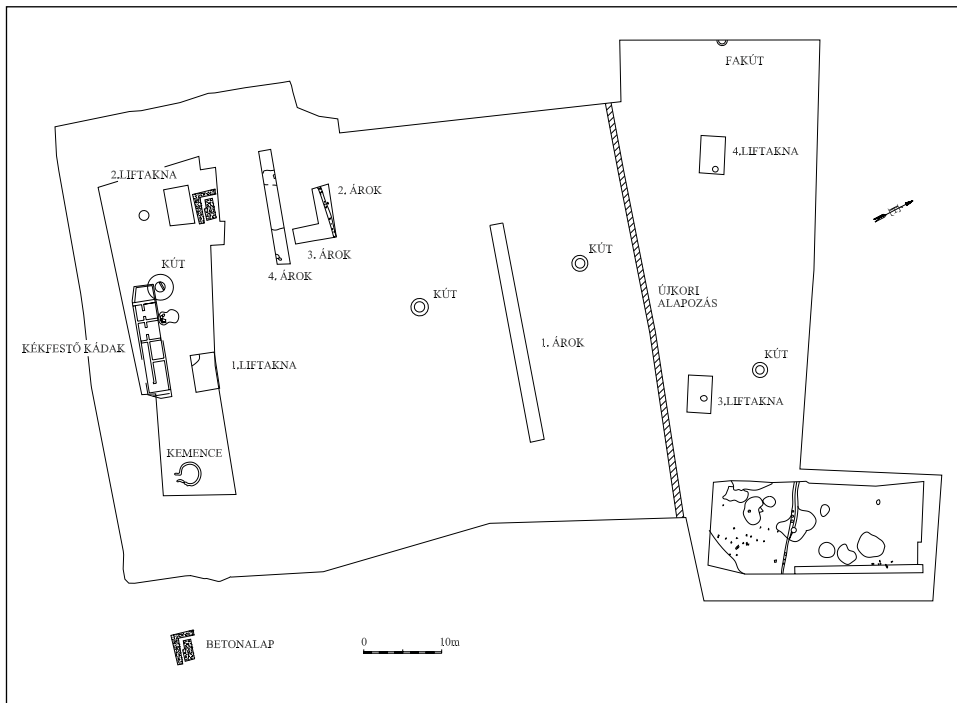 FAKÚT
4.LIFTAKNA
2.LIFTAKNA
2. ÁROK
3. ÁROK
4. ÁROK
KÚT
KÚT
KÚT
ÚJKORI
ALAPOZÁS
KÉKFESTŐ KÁDAK
1.LIFTAKNA
1. ÁROK
KÚT
3.LIFTAKNA
KEMENCE
BETONALAP
0 10m